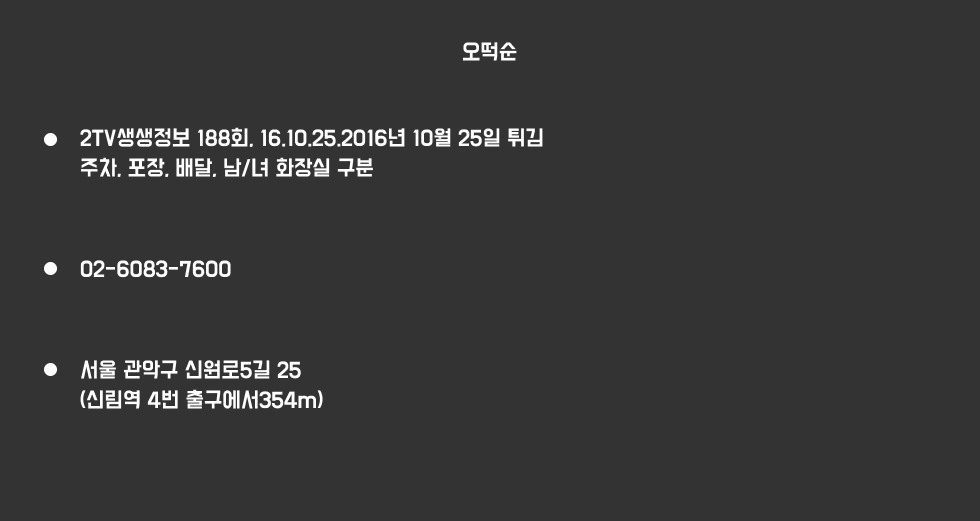 오떡순
2TV생생정보 188회, 16.10.25.2016년 10월 25일 튀김
주차, 포장, 배달, 남/녀 화장실 구분
02-6083-7600
서울 관악구 신원로5길 25
(신림역 4번 출구에서354m)